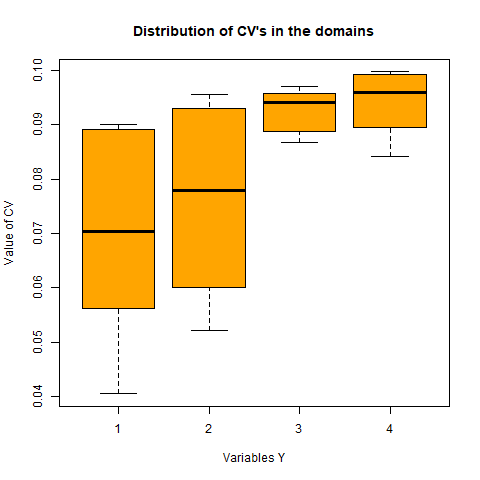 Distribution of CV's in the domains
0.10
0.09
0.08
0.07
0.06
0.05
0.04
Value of CV
1 2 3 4
Variables Y